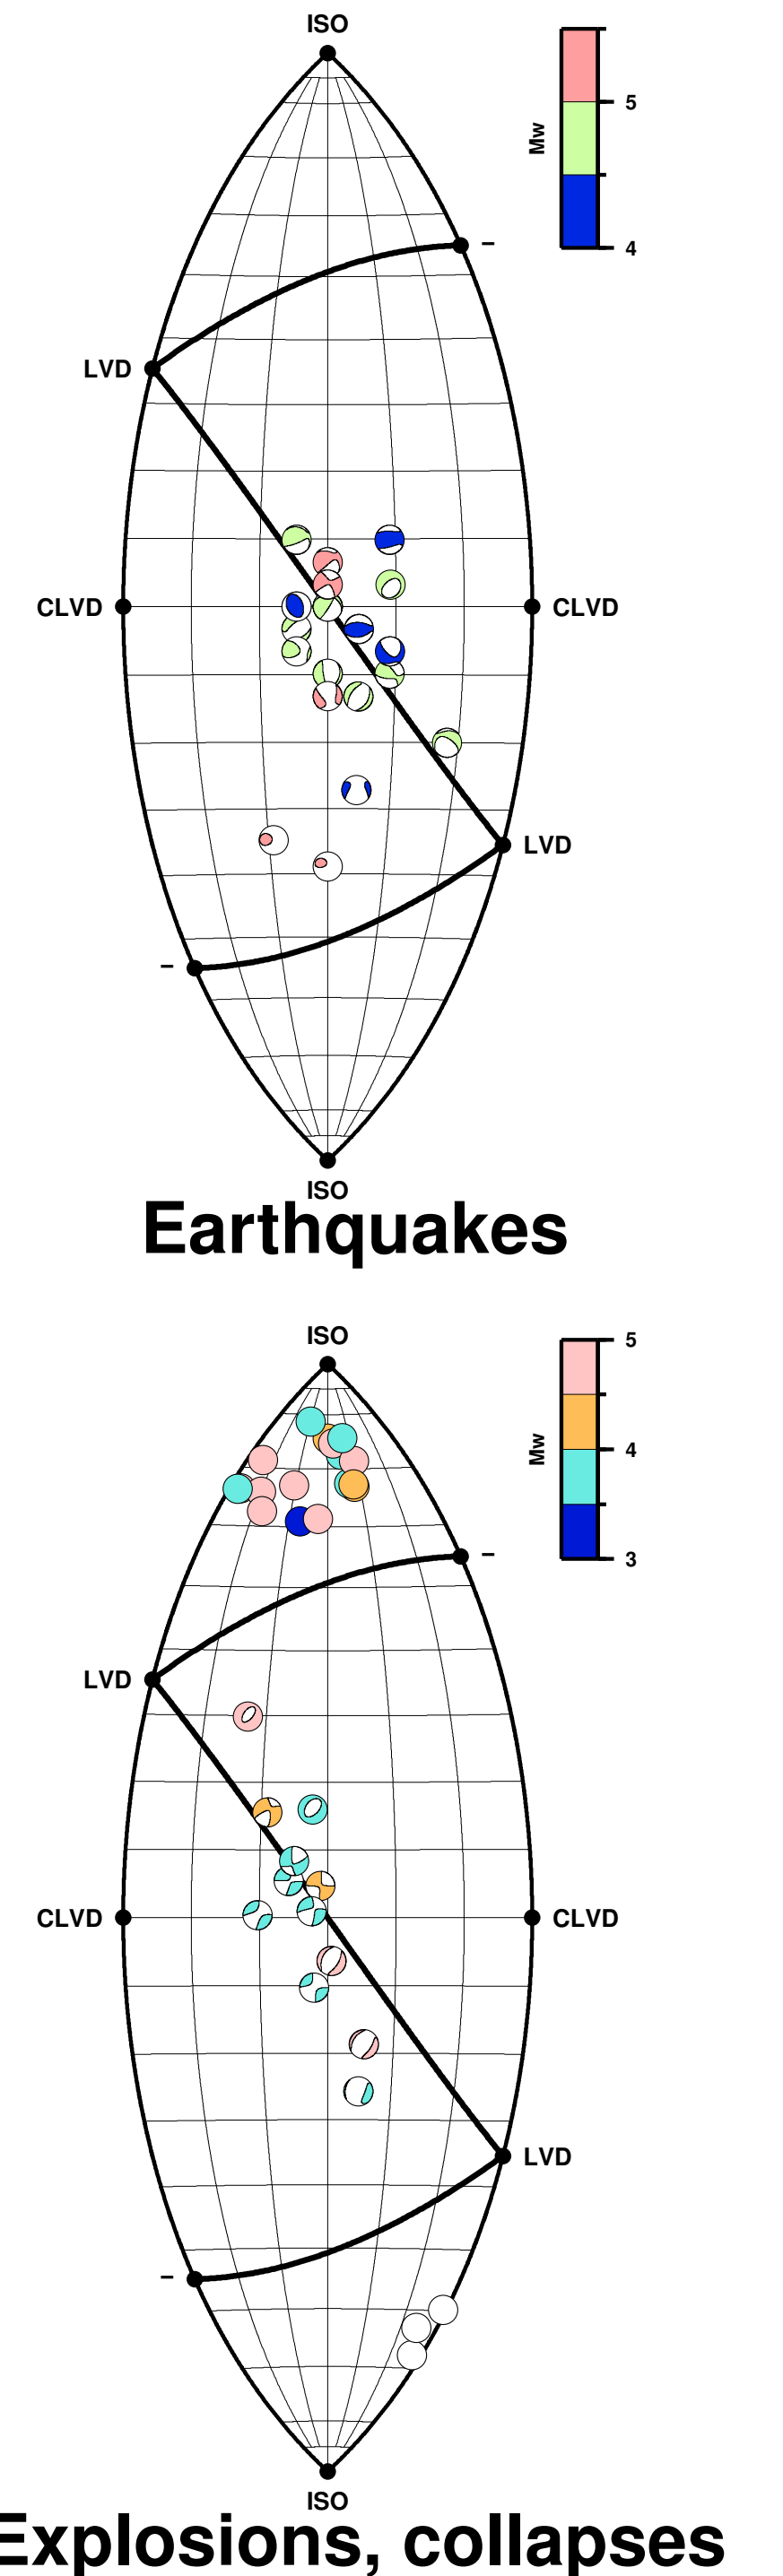 ISO
Mw
5
4
–
LVD
CLVD
CLVD
LVD
–
ISO
Earthquakes
ISO
Mw
5
4
3
–
LVD
CLVD
CLVD
LVD
–
ISO
Explosions, collapses